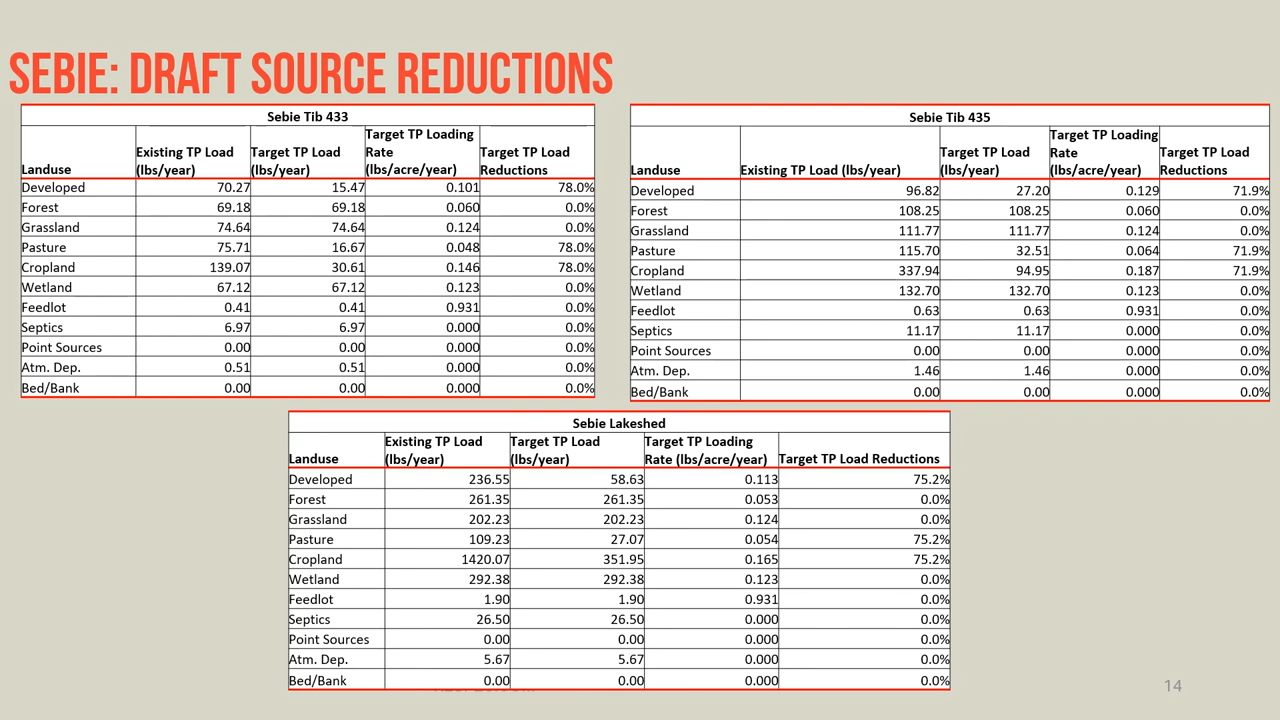 SEBIE: DRAFT SOURCE REDUCTIONS
Sebie Tib 433
Landuse Existing TP Load (lbs/year) Target TP Load (lbs/year) Target TP Loading Rate (lbs/acre/year) Target TP Load Reductions
Developed 70.27 15.47 0.101 78.0%
Forest 69.18 69.18 0.060 0.0%
Grassland 74.64 74.64 0.124 0.0%
Pasture 75.71 16.67 0.048 78.0%
Cropland 139.07 30.61 0.146 78.0%
Wetland 67.12 67.12 0.123 0.0%
Feedlot 0.41 0.41 0.931 0.0%
Septics 6.97 6.97 0.000 0.0%
Point Sources 0.00 0.00 0.000 0.0%
Atm. Dep. 0.51 0.51 0.000 0.0%
Bed/Bank 0.00 0.00 0.000 0.0%
Sebie Tib 435
Landuse Existing TP Load (lbs/year) Target TP Load (lbs/year) Target TP Loading Rate (lbs/acre/year) Target TP Load Reductions
Developed 96.82 27.20 0.129 71.9%
Forest 108.25 108.25 0.060 0.0%
Grassland 111.77 111.77 0.124 0.0%
Pasture 115.70 32.51 0.064 71.9%
Cropland 337.94 94.95 0.187 71.9%
Wetland 132.70 132.70 0.123 0.0%
Feedlot 0.63 0.63 0.931 0.0%
Septics 11.17 11.17 0.000 0.0%
Point Sources 0.00 0.00 0.000 0.0%
Atm. Dep. 1.46 1.46 0.000 0.0%
Bed/Bank 0.00 0.00 0.000 0.0%
Sebie Lakeshed
Landuse Existing TP Load (lbs/year) Target TP Load (lbs/year) Target TP Loading Rate (lbs/acre/year) Target TP Load Reductions
Developed 236.55 58.63 0.113 75.2%
Forest 261.35 261.35 0.053 0.0%
Grassland 202.23 202.23 0.124 0.0%
Pasture 109.23 27.07 0.054 75.2%
Cropland 1420.07 351.95 0.165 75.2%
Wetland 292.38 292.38 0.123 0.0%
Feedlot 1.90 1.90 0.931 0.0%
Septics 26.50 26.50 0.000 0.0%
Point Sources 0.00 0.00 0.000 0.0%
Atm. Dep. 5.67 5.67 0.000 0.0%
Bed/Bank 0.00 0.00 0.000 0.0%
14